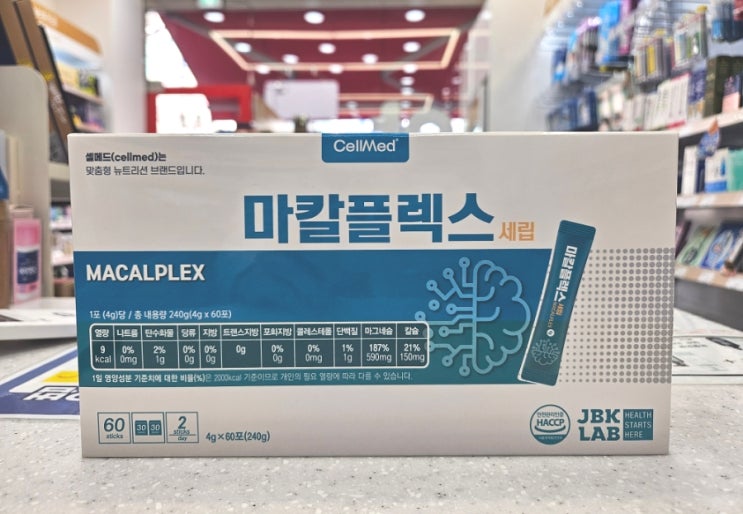 셀메드(cellmed)는
맞춤형 뉴트리션 브랜드입니다.
CellMed
마칼플렉스 세립
MACALPLEX
마칼플렉스 세립
1포 (4g)당 / 총 내용량 240g(4g x 60포)
열량 나트륨 탄수화물 당류 지방 트랜스지방 포화지방 콜레스테롤 단백질 마그네슘 칼슘
9 0% 2% 0% 0% 0g 0% 0% 1% 187% 21%
kcal 0mg 1g 0g 0g 0g 0mg 1g 590mg 150mg
1일 영양성분 기준치에 대한 비율(%)은 2000kcal 기준이므로 개인의 필요 열량에 따라 다를 수 있습니다.
60 30 30 2
sticks sticks
day
4g×60포(240g)
HACCP
JBK HEALTH
LAB STARTS
HERE